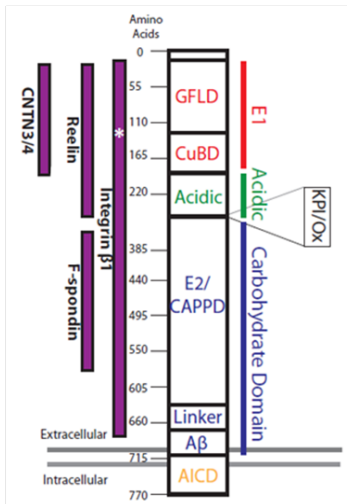 Amino
Acids
0
55
110
165
220
385
440
495
550
605
660
715
770
CNTN3/4
Reelin
*
Integrin β1
F-spondin
GFLD
CuBD
Acidic
E2/
CAPPD
Linker
Aβ
AICD
E1
Acidic
KPI/Ox
Carbohydrate Domain
Extracellular
Intracellular